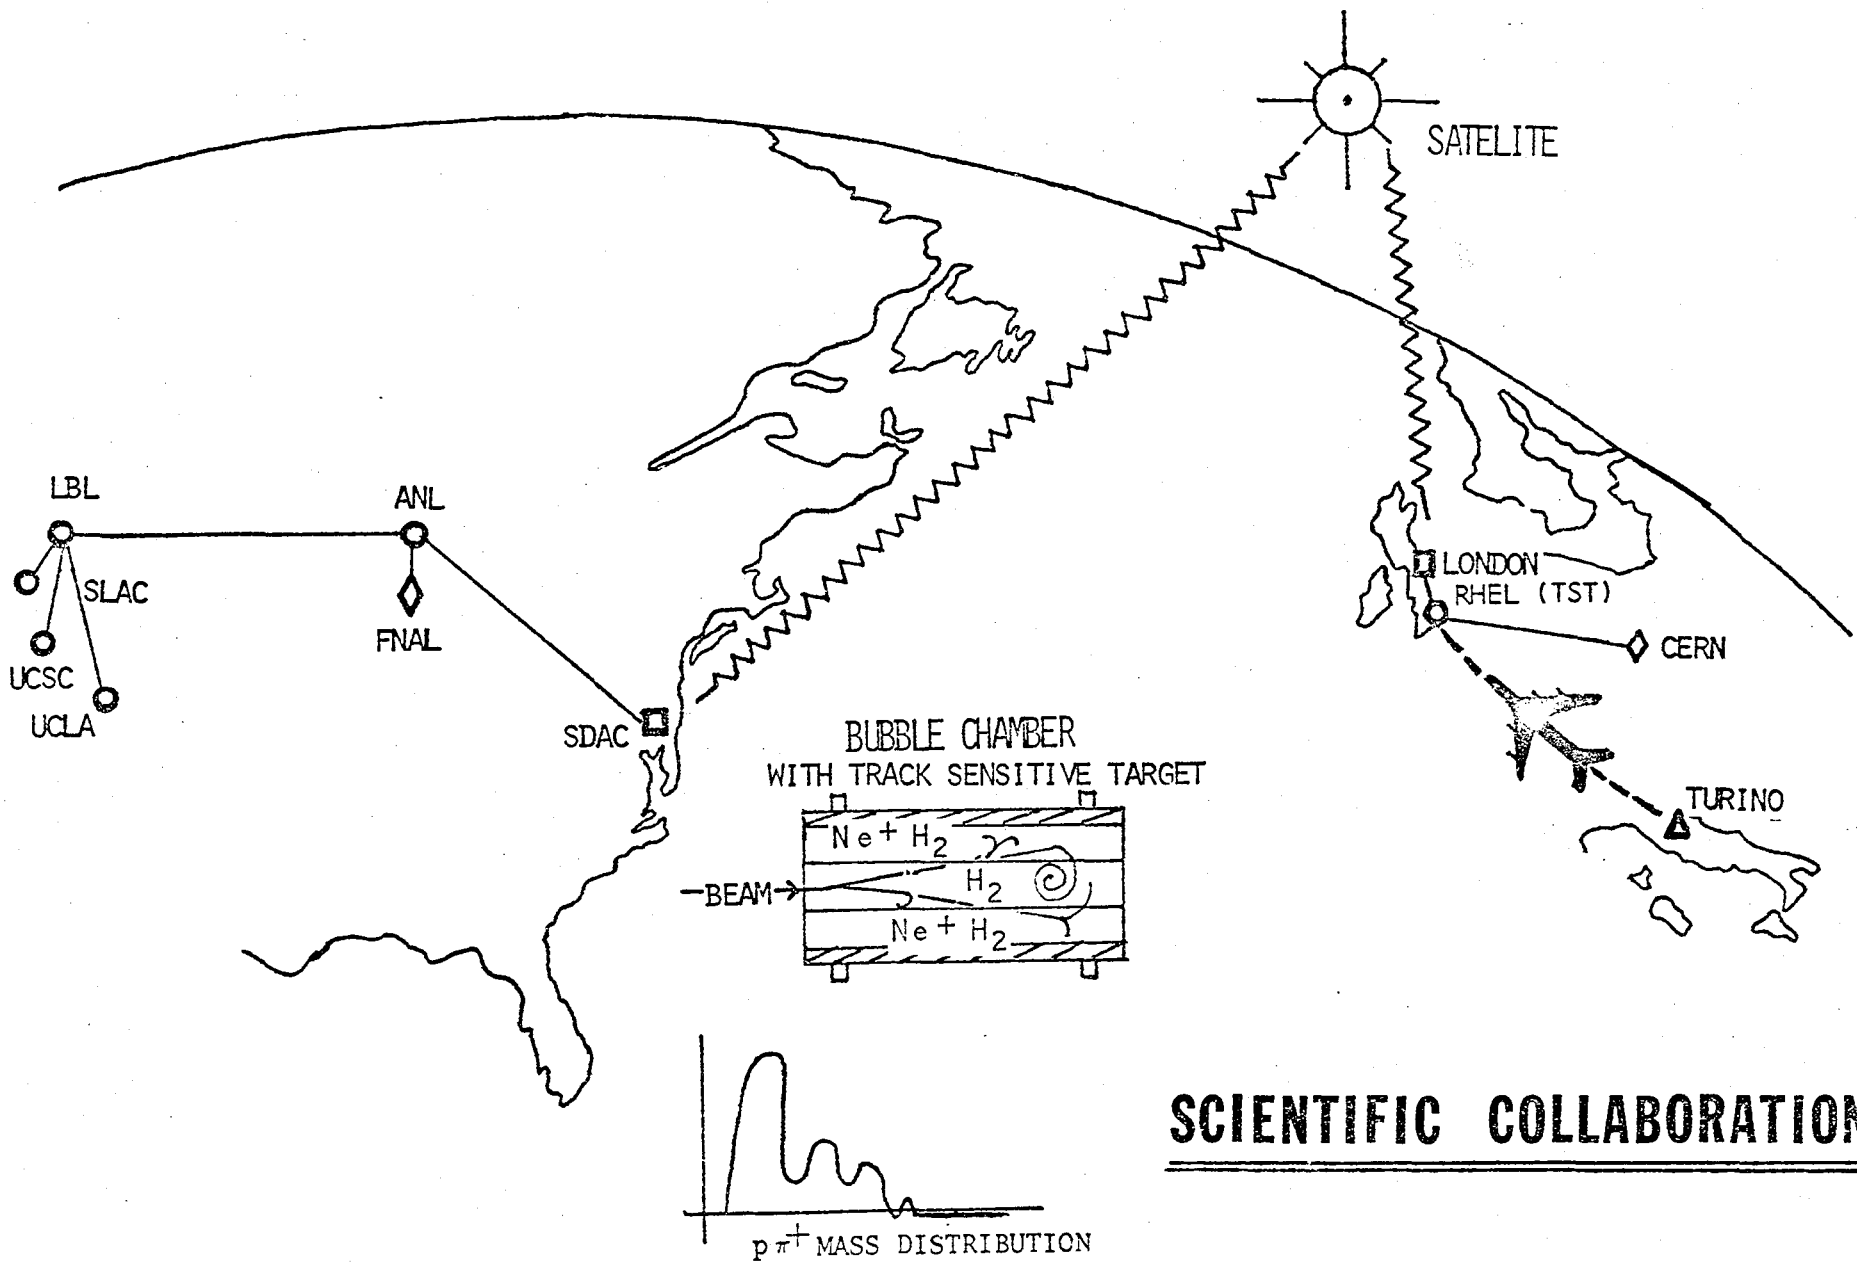 SATELITE
LBL
ANL
SLAC
FNAL
UCSC
UCLA
SDAC
LONDON
RHEL (TST)
CERN
TURINO
BUBBLE CHAMBER
WITH TRACK SENSITIVE TARGET
Ne + H2
BEAM
H2
Ne + H2
SCIENTIFIC COLLABORATION
pπ+ MASS DISTRIBUTION